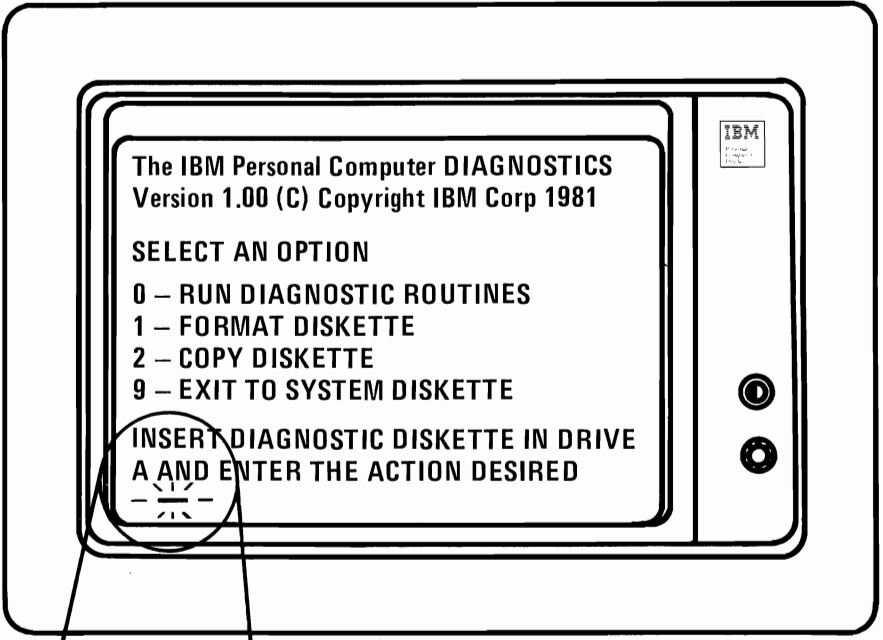 IBM
The IBM Personal Computer DIAGNOSTICS
Version 1.00 (C) Copyright IBM Corp 1981
SELECT AN OPTION
0 – RUN DIAGNOSTIC ROUTINES
1 – FORMAT DISKETTE
2 – COPY DISKETTE
9 – EXIT TO SYSTEM DISKETTE
INSERT DIAGNOSTIC DISKETTE IN DRIVE
A AND ENTER THE ACTION DESIRED